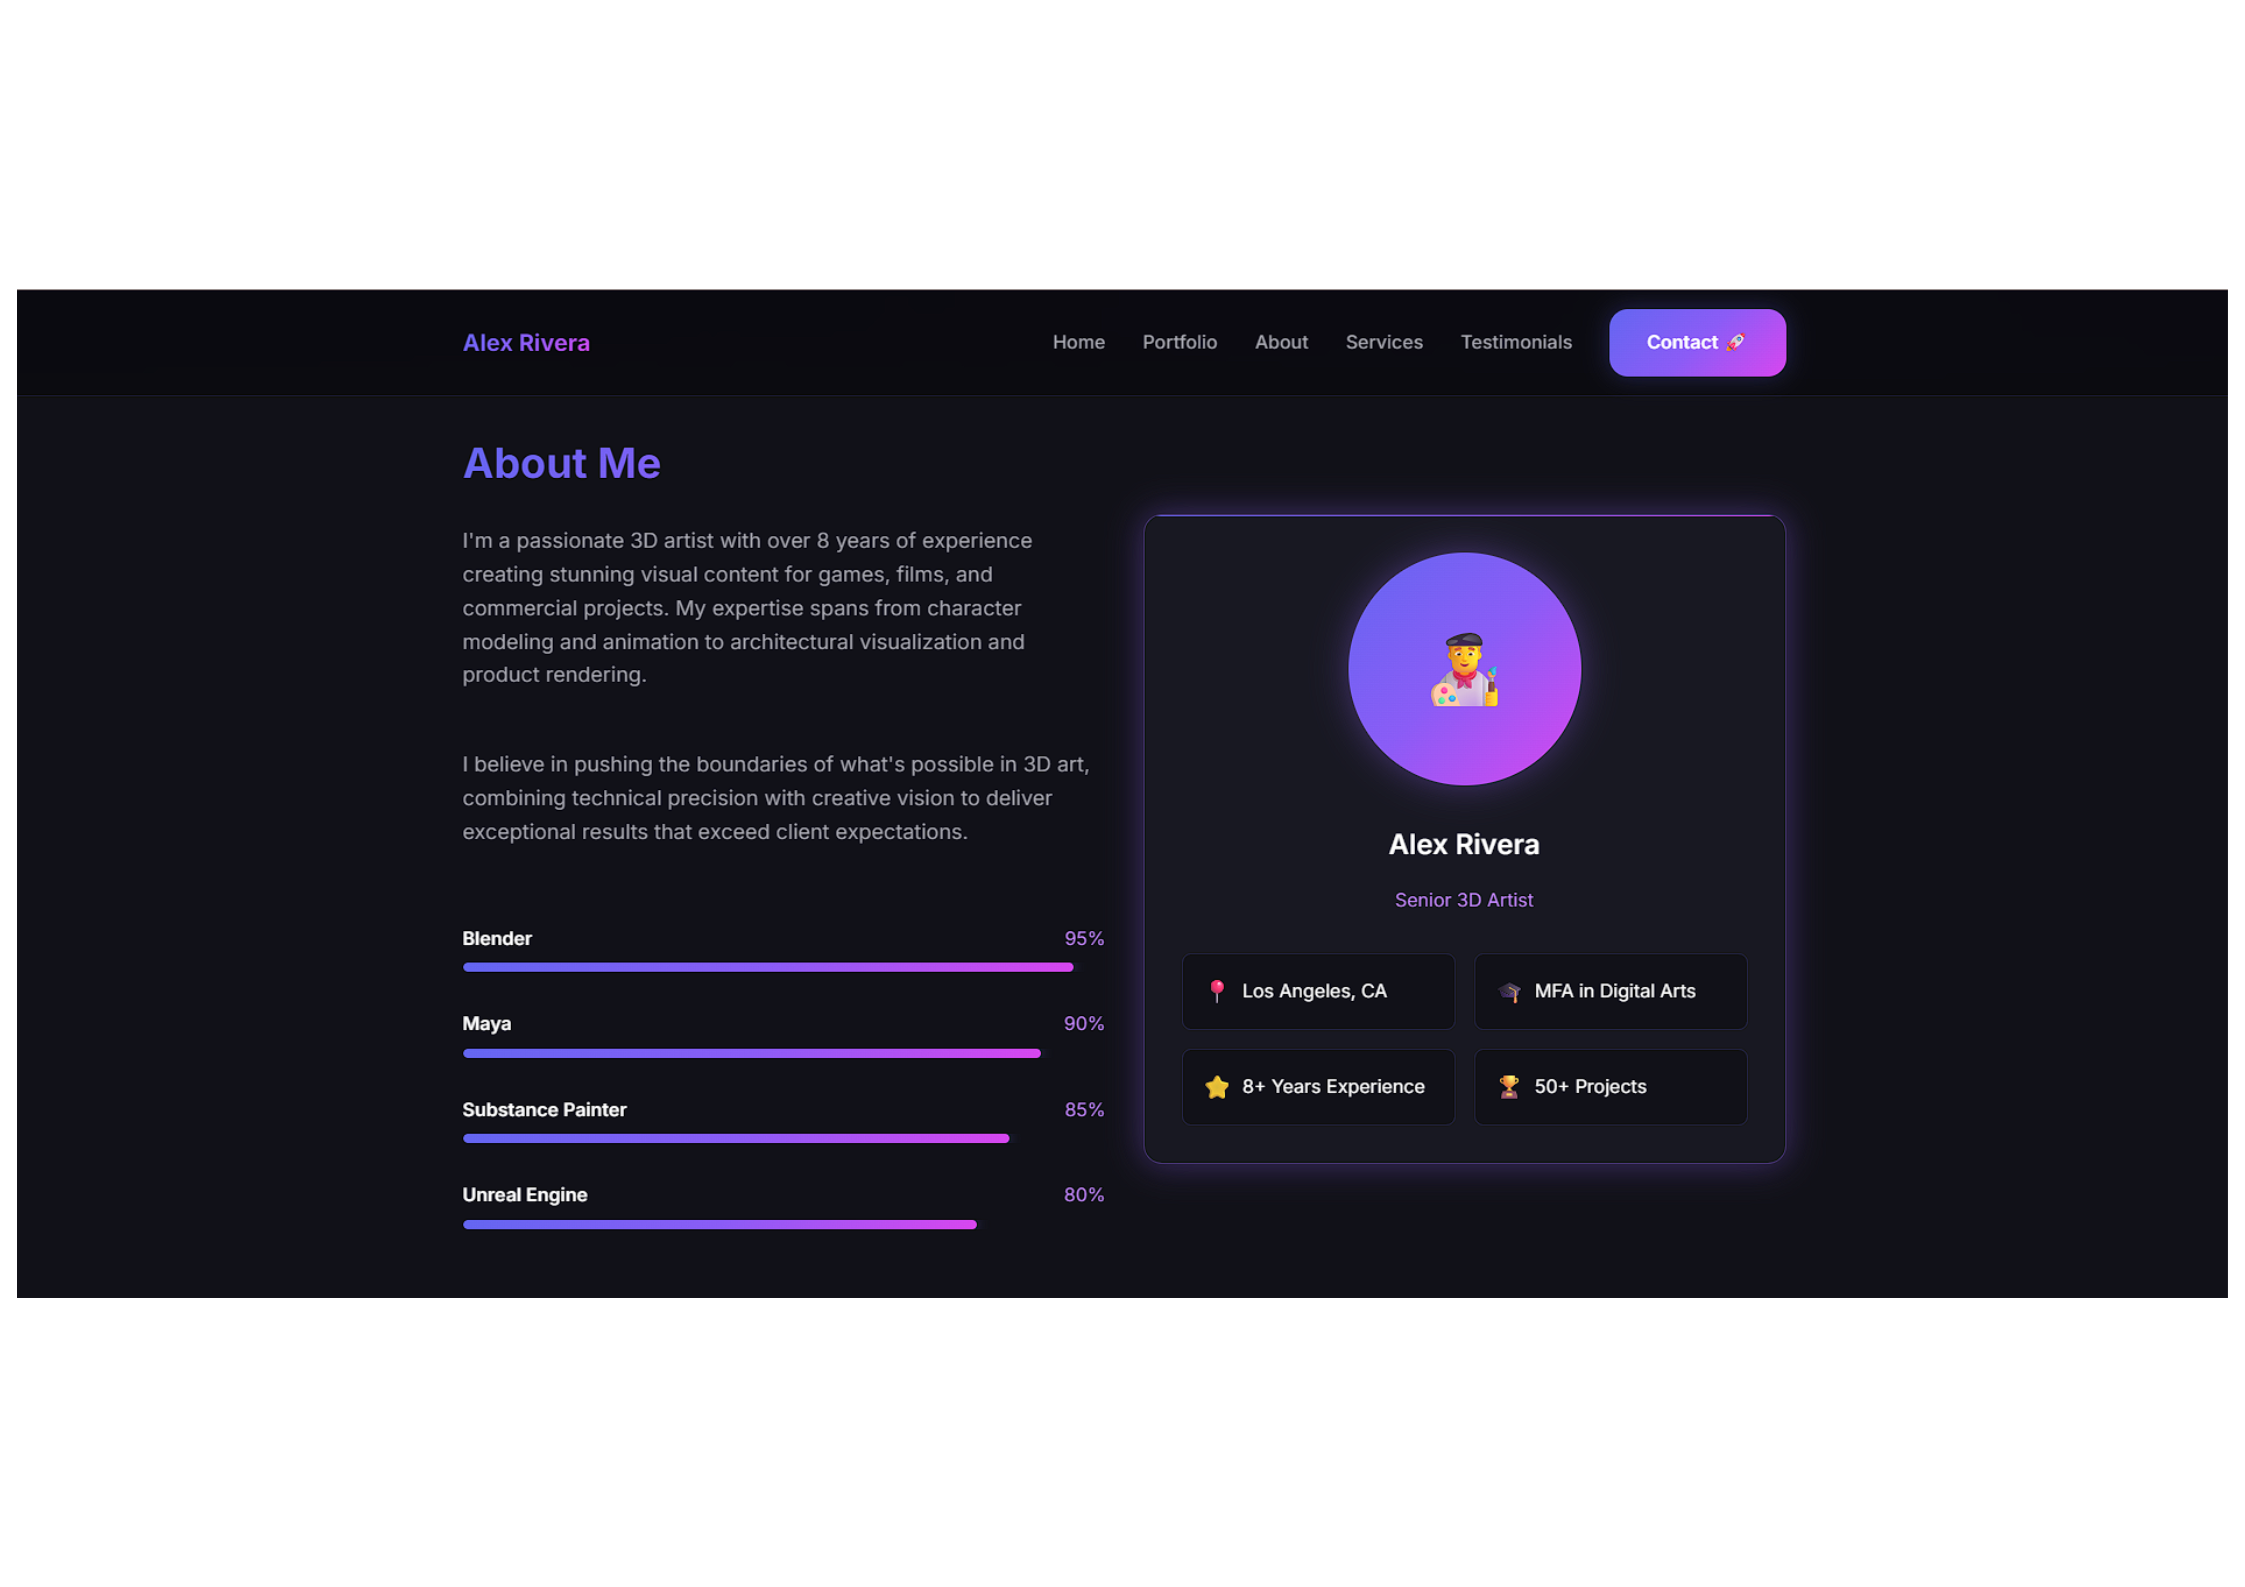 Alex Rivera
Home
Portfolio
About
Services
Testimonials
Contact 🚀
About Me
I'm a passionate 3D artist with over 8 years of experience
creating stunning visual content for games, films, and
commercial projects. My expertise spans from character
modeling and animation to architectural visualization and
product rendering.
I believe in pushing the boundaries of what's possible in 3D art,
combining technical precision with creative vision to deliver
exceptional results that exceed client expectations.
Blender 95%
Maya 90%
Substance Painter 85%
Unreal Engine 80%
Alex Rivera
Senior 3D Artist
📍 Los Angeles, CA
🎓 MFA in Digital Arts
⭐ 8+ Years Experience
🏆 50+ Projects